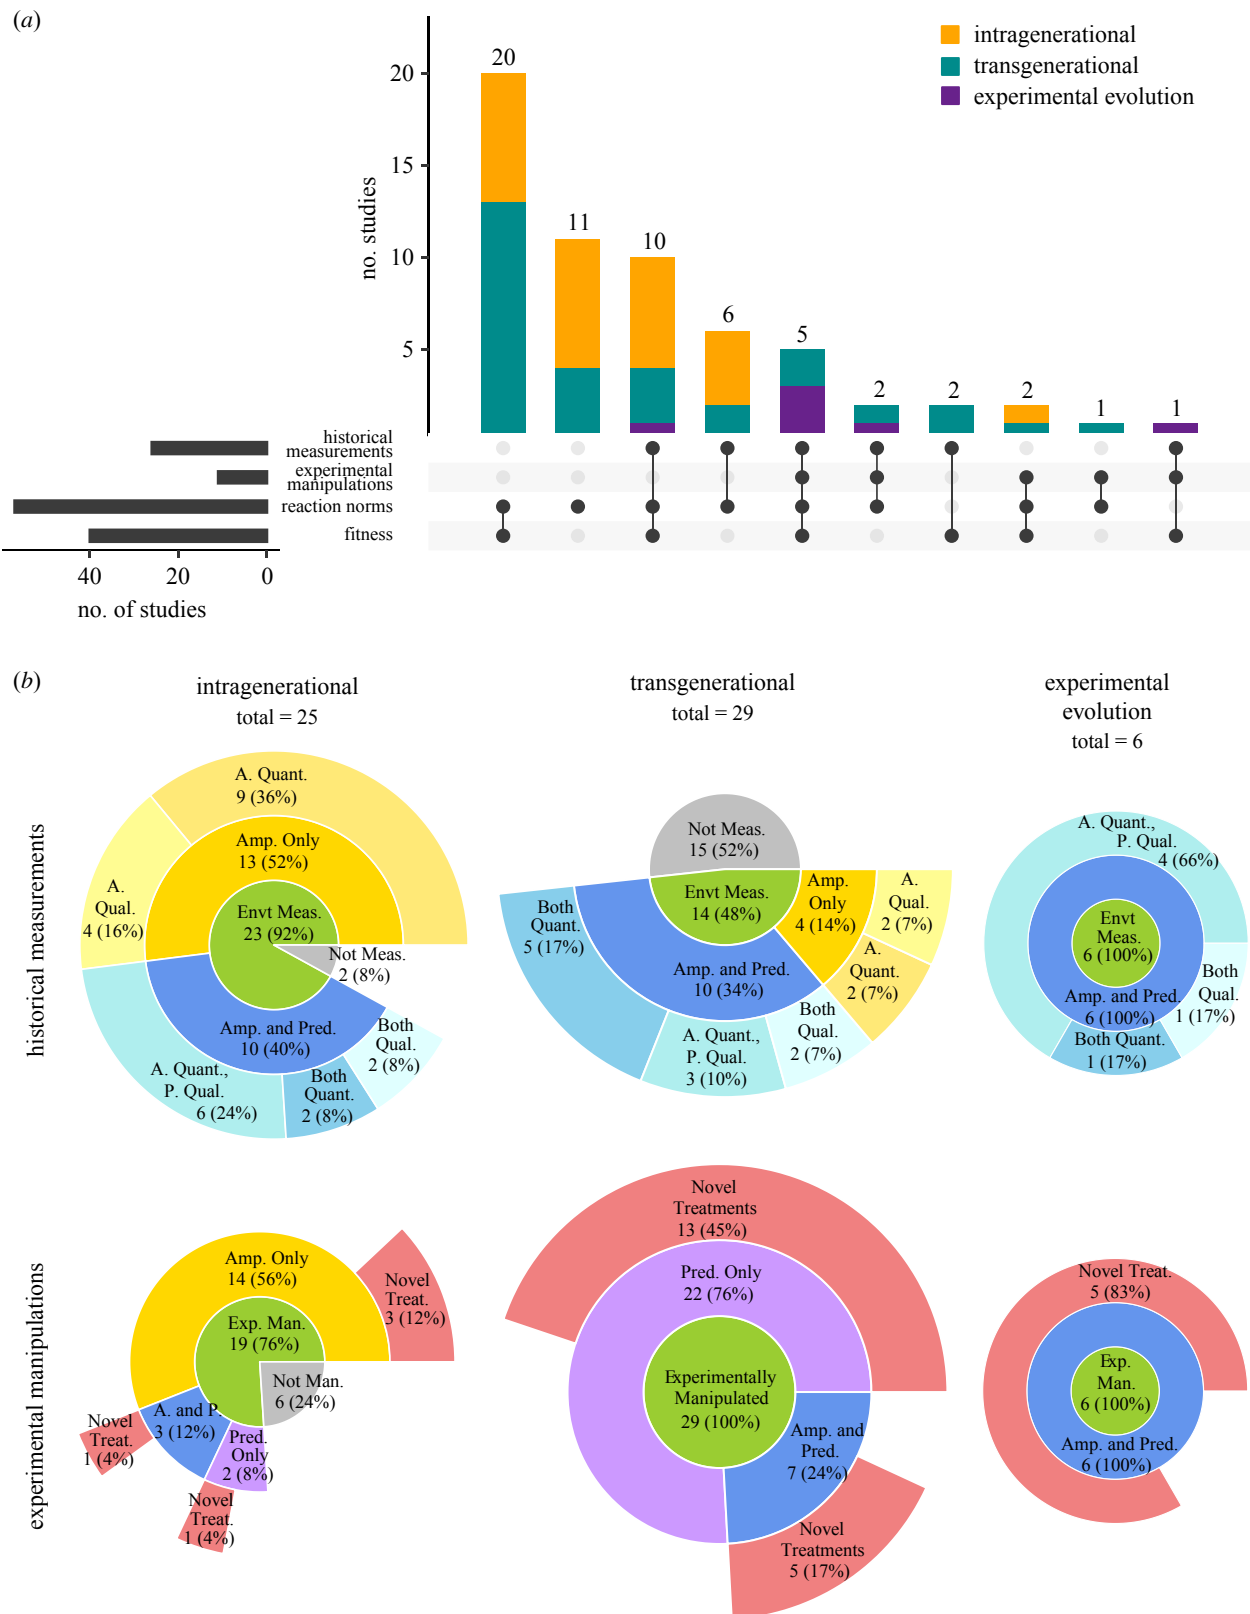 (a)
intragenerational
transgenerational
experimental evolution
no. studies
20
15
10
5
20
11
10
6
5
2
2
2
1
1
historical
measurements
experimental
manipulations
reaction norms
fitness
40
20
0
no. of studies
(b)
intragenerational
total = 25
transgenerational
total = 29
experimental
evolution
total = 6
historical measurements
A. Quant.
9 (36%)
Amp. Only
13 (52%)
A.
Qual.
4 (16%)
Envt Meas.
23 (92%)
Not Meas.
2 (8%)
Amp. and Pred.
10 (40%)
Both
Qual.
2 (8%)
A. Quant.,
P. Qual.
6 (24%)
Both
Quant.
2 (8%)
Not Meas.
15 (52%)
Envt Meas.
14 (48%)
Amp.
Only
4 (14%)
A.
Qual.
2 (7%)
Both
Quant.
5 (17%)
A.
Quant.
2 (7%)
Amp. and Pred.
10 (34%)
Both
Qual.
2 (7%)
A. Quant.,
P. Qual.
3 (10%)
A. Quant.,
P. Qual.
4 (66%)
Envt
Meas.
6 (100%)
Both
Qual.
1 (17%)
Amp. and Pred.
6 (100%)
Both Quant.
1 (17%)
experimental manipulations
Amp. Only
14 (56%)
Novel
Treat.
3 (12%)
Exp. Man.
19 (76%)
Not Man.
6 (24%)
A. and P.
3 (12%)
Novel
Treat.
1 (4%)
Pred.
Only
2 (8%)
Novel
Treat.
1 (4%)
Novel
Treatments
13 (45%)
Pred. Only
22 (76%)
Experimentally
Manipulated
29 (100%)
Amp. and
Pred.
7 (24%)
Novel
Treatments
5 (17%)
Novel Treat.
5 (83%)
Exp.
Man.
6 (100%)
Amp. and Pred.
6 (100%)